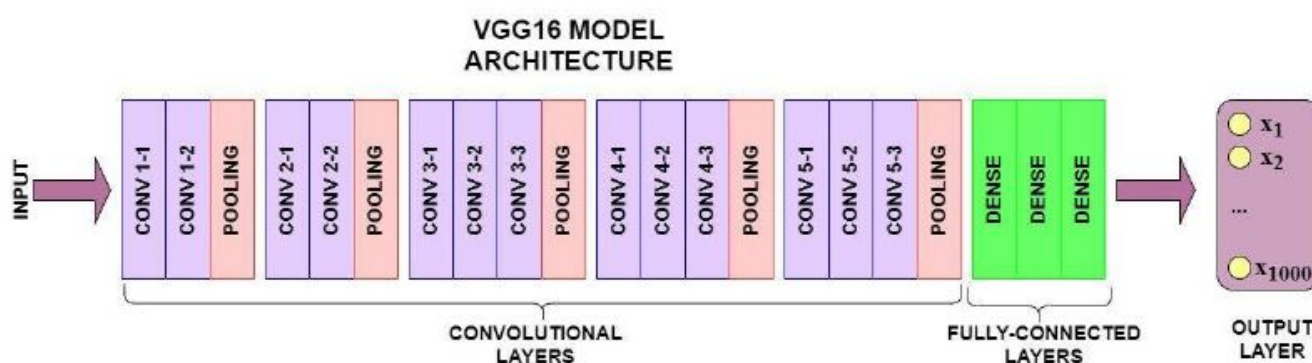 VGG16 MODEL
ARCHITECTURE
INPUT
CONV 1-1
CONV 1-2
POOLING
CONV 2-1
CONV 2-2
POOLING
CONV 3-1
CONV 3-2
CONV 3-3
POOLING
CONV 4-1
CONV 4-2
CONV 4-3
POOLING
CONV 5-1
CONV 5-2
CONV 5-3
POOLING
DENSE
DENSE
DENSE
x1
x2
...
x1000
CONVOLUTIONAL
LAYERS
FULLY-CONNECTED
LAYERS
OUTPUT
LAYER